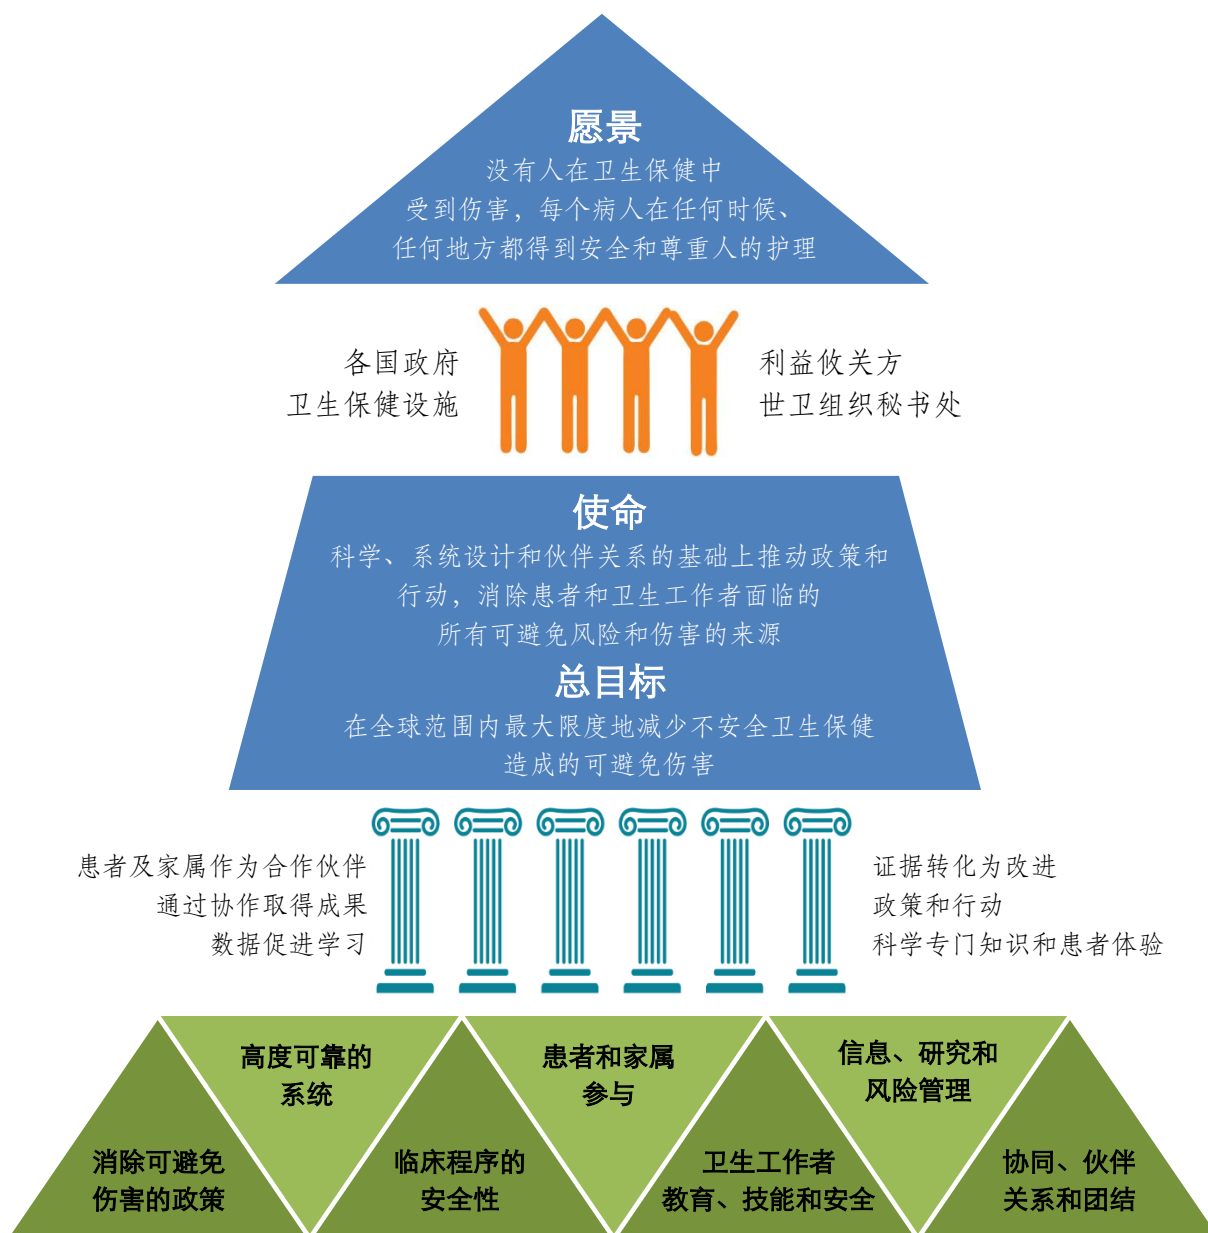 愿景
没有人在卫生保健中
受到伤害，每个病人在任何时候、
任何地方都得到安全和尊重人的护理
各国政府
卫生保健设施
利益攸关方
世卫组织秘书处
使命
科学、系统设计和伙伴关系的基础上推动政策和
行动，消除患者和卫生工作者面临的
所有可避免风险和伤害的来源
总目标
在全球范围内最大限度地减少不安全卫生保健
造成的可避免伤害
患者及家属作为合作伙伴
通过协作取得成果
数据促进学习
证据转化为改进
政策和行动
科学专门知识和患者体验
消除可避免
伤害的政策
高度可靠的
系统
临床程序的
安全性
患者和家属
参与
卫生工作者
教育、技能和安全
信息、研究和
风险管理
协同、伙伴
关系和团结